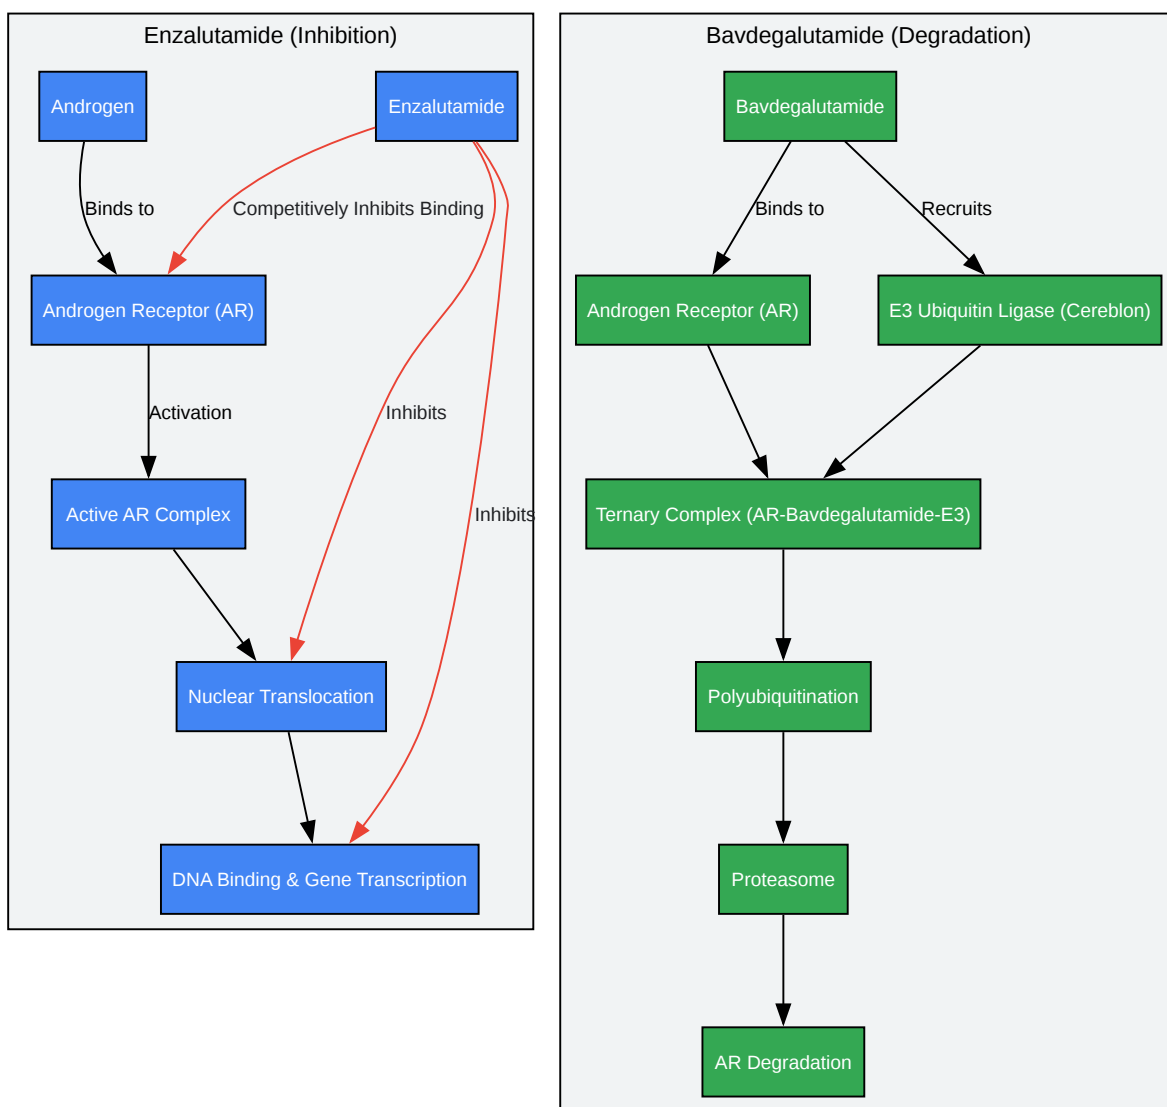 Enzalutamide (Inhibition)
Androgen
Enzalutamide
Binds to
Competitively Inhibits Binding
Androgen Receptor (AR)
Activation
Inhibits
Active AR Complex
Inhibits
Nuclear Translocation
DNA Binding & Gene Transcription
Bavdegalutamide (Degradation)
Bavdegalutamide
Binds to
Recruits
Androgen Receptor (AR)
E3 Ubiquitin Ligase (Cereblon)
Ternary Complex (AR-Bavdegalutamide-E3)
Polyubiquitination
Proteasome
AR Degradation